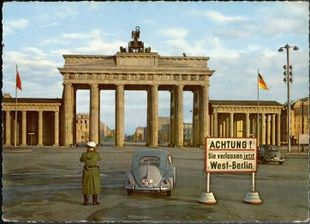 ACHTUNG!
Sie verlassen jetzt
West-Berlin